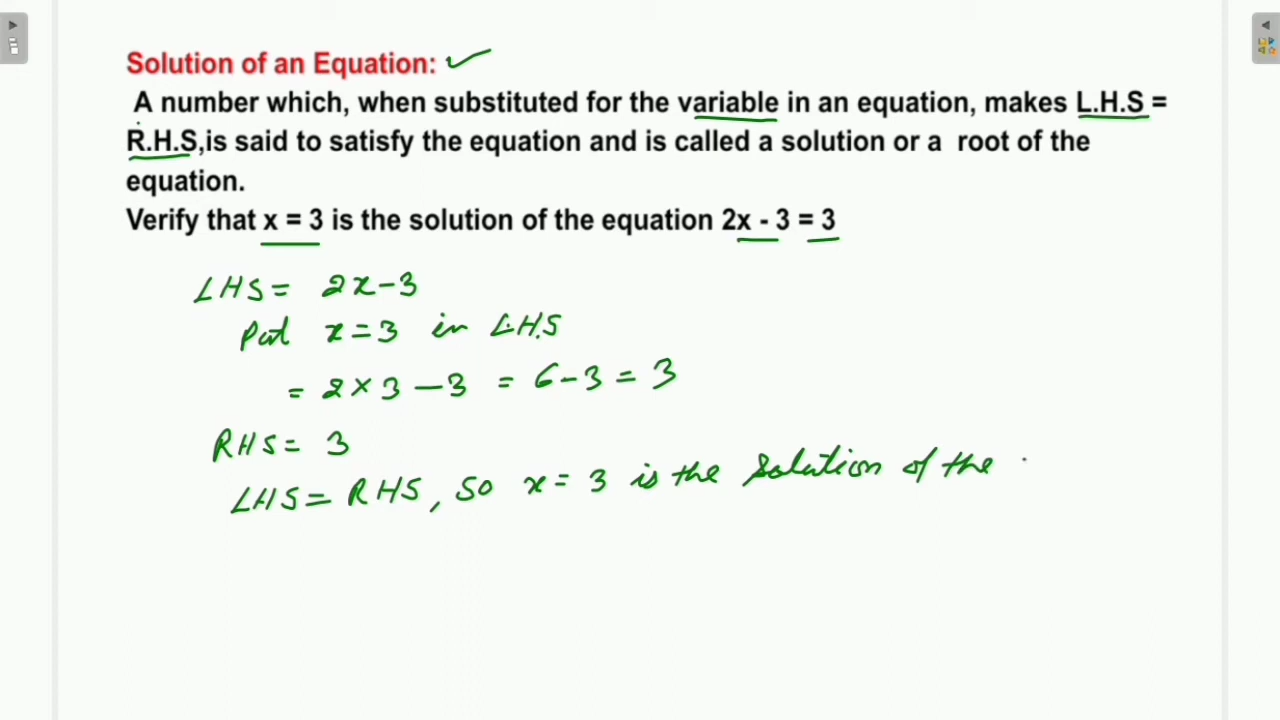 Solution of an Equation:
A number which, when substituted for the variable in an equation, makes L.H.S =
R.H.S,is said to satisfy the equation and is called a solution or a root of the
equation.
Verify that x = 3 is the solution of the equation 2x - 3 = 3
LHS = 2x-3
Put x=3 in L.H.S
= 2×3-3 = 6-3 = 3
RHS = 3
LHS = RHS, so x = 3 is the solution of the